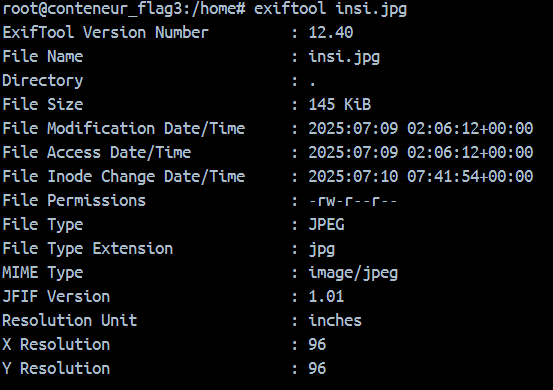 root@conteneur_flag3:/home# exiftool insi.jpg
ExifTool Version Number         : 12.40
File Name                       : insi.jpg
Directory                       : .
File Size                       : 145 KiB
File Modification Date/Time     : 2025:07:09 02:06:12+00:00
File Access Date/Time           : 2025:07:09 02:06:12+00:00
File Inode Change Date/Time     : 2025:07:10 07:41:54+00:00
File Permissions                : -rw-r--r--
File Type                       : JPEG
File Type Extension             : jpg
MIME Type                       : image/jpeg
JFIF Version                    : 1.01
Resolution Unit                 : inches
X Resolution                    : 96
Y Resolution                    : 96